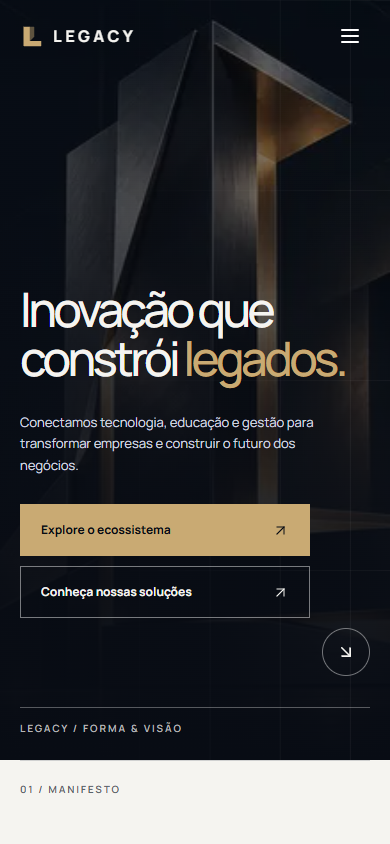 LEGACY
Inovação que
constrói legados.
Conectamos tecnologia, educação e gestão para
transformar empresas e construir o futuro dos
negócios.
Explore o ecossistema
Conheça nossas soluções
LEGACY / FORMA & VISÃO
01 / MANIFESTO